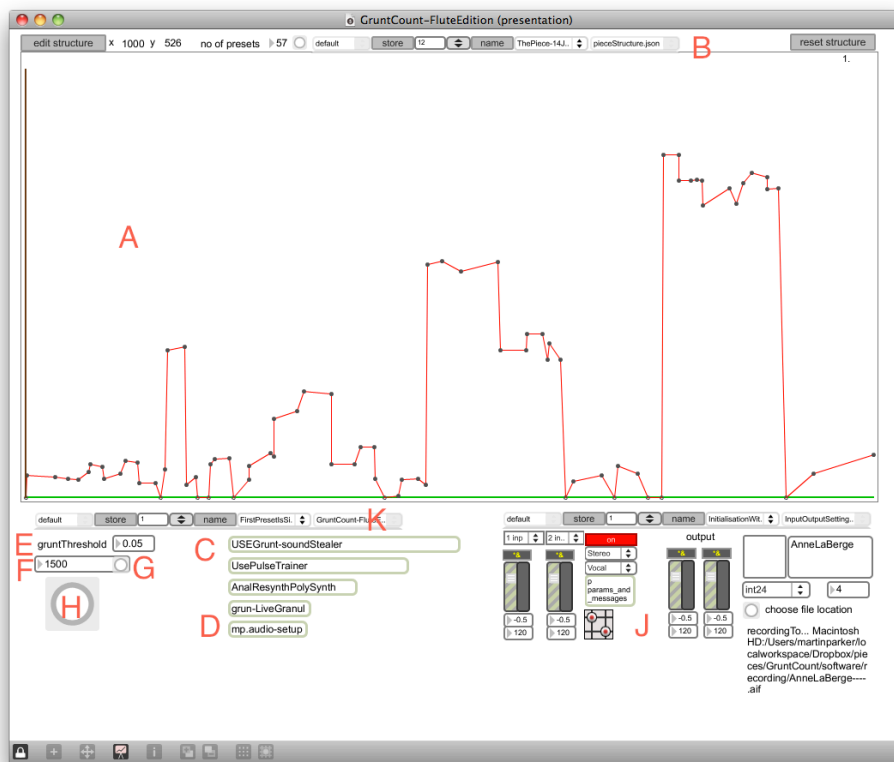 GruntCount-FluteEdition (presentation)
edit structure x 1000 y 526 no of presets 57 default store 12 name ThePiece-14J.. pieceStructure.json B reset structure
1.
A
default store 1 name FirstPresetIsSi. GruntCount-FluteE.. K default store 1 name InitialisationWit. InputOutputSetting..
E gruntThreshold 0.05
F 1500 G
H
C USEGrunt-soundStealer
UsePulseTrainer
AnalResynthPolySynth
D grun-LiveGranul
mp.audio-setup
1 inp 2 in.. on output
*& *& Stereo *& *&
Vocal
p
params_and
_messages
-0.5 -0.5 J -0.5 -0.5
120 120 120 120
AnneLaBerge
int24 4
choose file location
recordingTo... Macintosh
HD:/Users/martinparker/lo
calworkspace/Dropbox/pie
ces/GruntCount/software/r
ecording/AnneLaBerge----
.aif